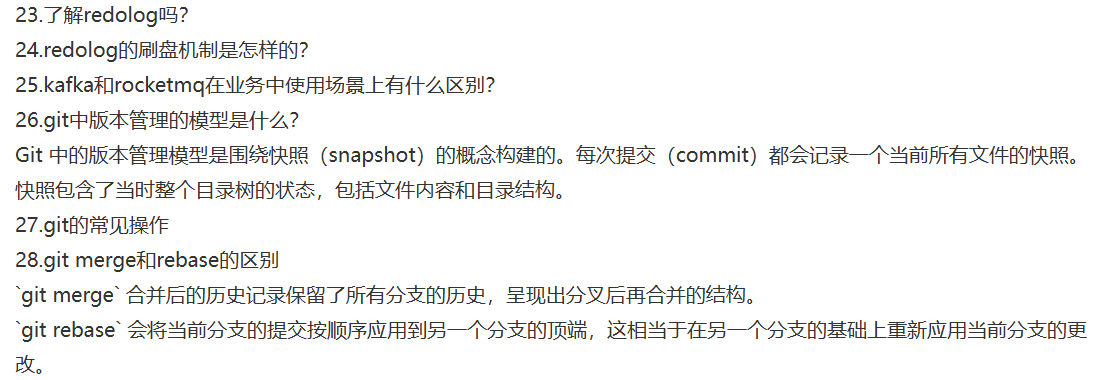 23.了解redolog吗？
24.redolog的刷盘机制是怎样的？
25.kafka和rocketmq在业务中使用场景上有什么区别？
26.git中版本管理的模型是什么？
Git 中的版本管理模型是围绕快照（snapshot）的概念构建的。每次提交（commit）都会记录一个当前所有文件的快照。
快照包含了当时整个目录树的状态，包括文件内容和目录结构。
27.git的常见操作
28.git merge和rebase的区别
`git merge` 合并后的历史记录保留了所有分支的历史，呈现出分叉后再合并的结构。
`git rebase` 会将当前分支的提交按顺序应用到另一个分支的顶端，这相当于在另一个分支的基础上重新应用当前分支的更
改。